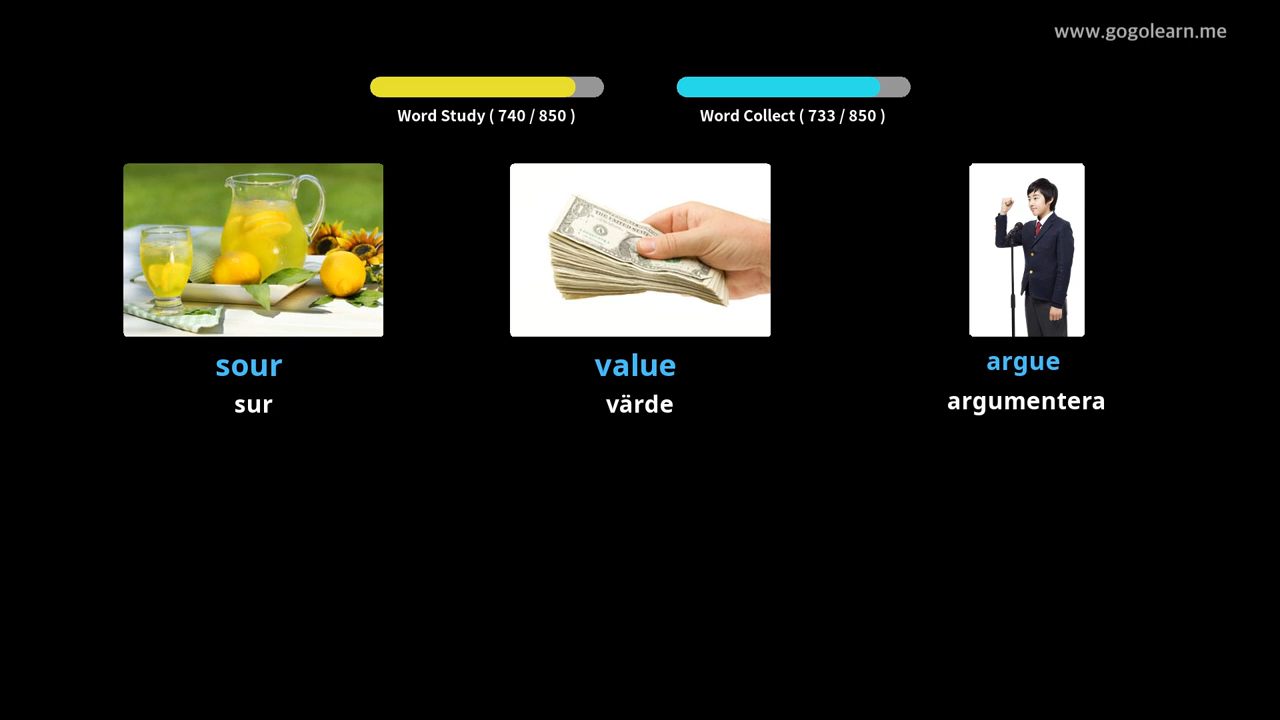 www.gogolearn.me
Word Study ( 740 / 850 )
Word Collect ( 733 / 850 )
sour
value
argue
sur
värde
argumentera